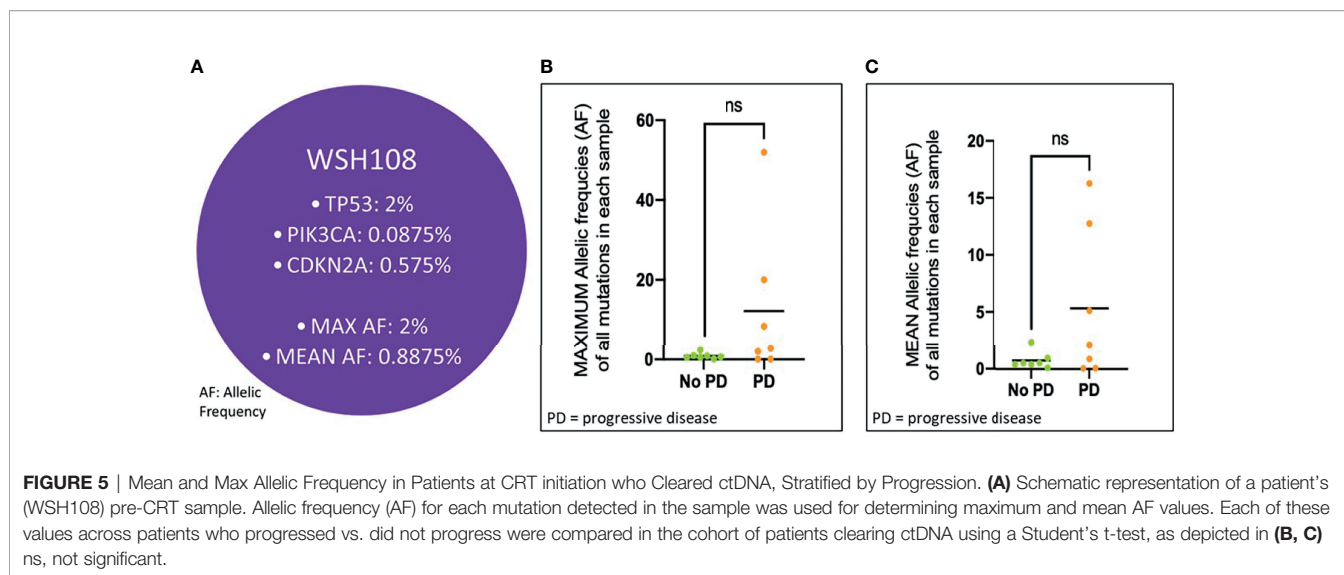 A
WSH108
• TP53: 2%
• PIK3CA: 0.0875%
• CDKN2A: 0.575%
• MAX AF: 2%
• MEAN AF: 0.8875%
AF: Allelic
Frequency
B
ns
MAXIMUM Allelic frequcies (AF)
of all mutations in each sample
60
40
20
0
No PD
PD
PD = progressive disease
C
ns
MEAN Allelic frequcies (AF)
of all mutations in each sample
20
15
10
5
0
No PD
PD
PD = progressive disease
FIGURE 5 | Mean and Max Allelic Frequency in Patients at CRT initiation who Cleared ctDNA, Stratified by Progression. (A) Schematic representation of a patient's
(WSH108) pre-CRT sample. Allelic frequency (AF) for each mutation detected in the sample was used for determining maximum and mean AF values. Each of these
values across patients who progressed vs. did not progress were compared in the cohort of patients clearing ctDNA using a Student's t-test, as depicted in (B, C)
ns, not significant.